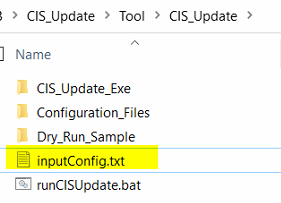 CIS_Update > Tool > CIS_Update >
Name
CIS_Update_Exe
Configuration_Files
Dry_Run_Sample
inputConfig.txt
runCISUpdate.bat